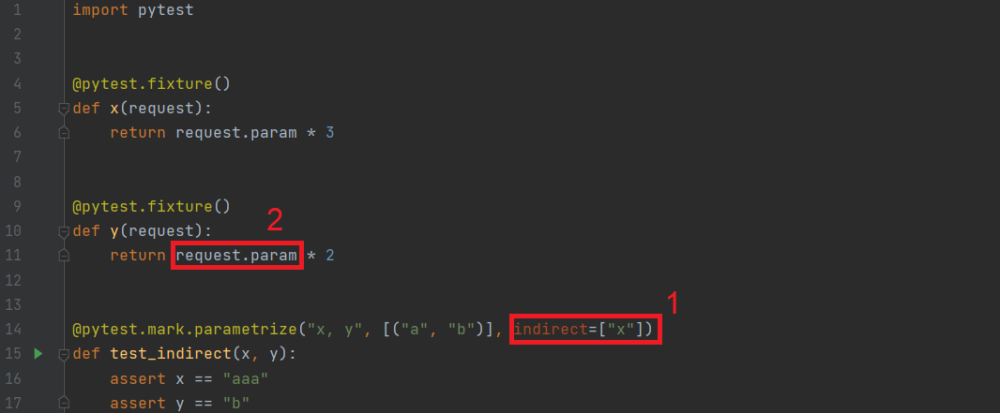 1 import pytest
2
3
4 @pytest.fixture()
5 def x(request):
6     return request.param * 3
7
8
9 @pytest.fixture()
2
10 def y(request):
11     return request.param * 2
12
13
1
14 @pytest.mark.parametrize("x, y", [("a", "b")], indirect=["x"])
15 def test_indirect(x, y):
16     assert x == "aaa"
17     assert y == "b"